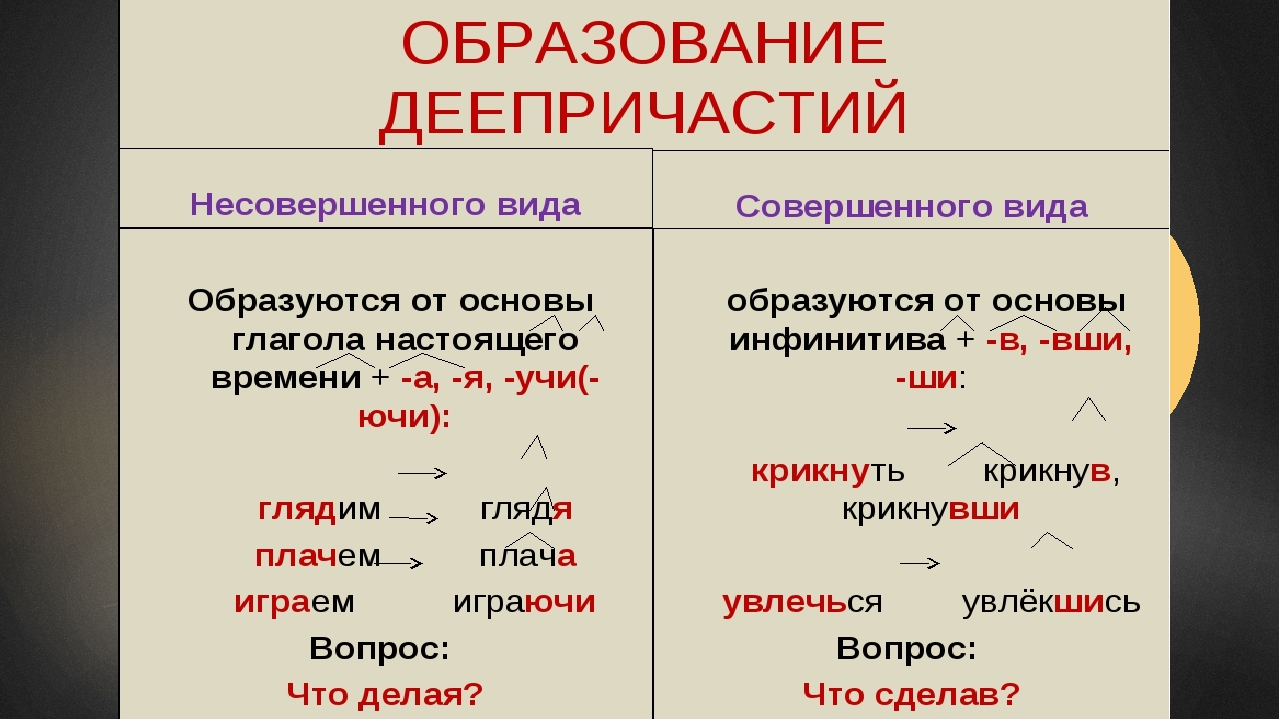 ОБРАЗОВАНИЕ
ДЕЕПРИЧАСТИЙ
Несовершенного вида
Образуются от основы
глагола настоящего
времени + -а, -я, -учи(-
ючи):
глядим глядя
плачем плача
играем играючи
Вопрос:
Что делая?
Совершенного вида
образуются от основы
инфинитива + -в, -вши,
-ши:
крикнуть крикнув,
крикнувши
увлечься увлёкшись
Вопрос:
Что сделав?